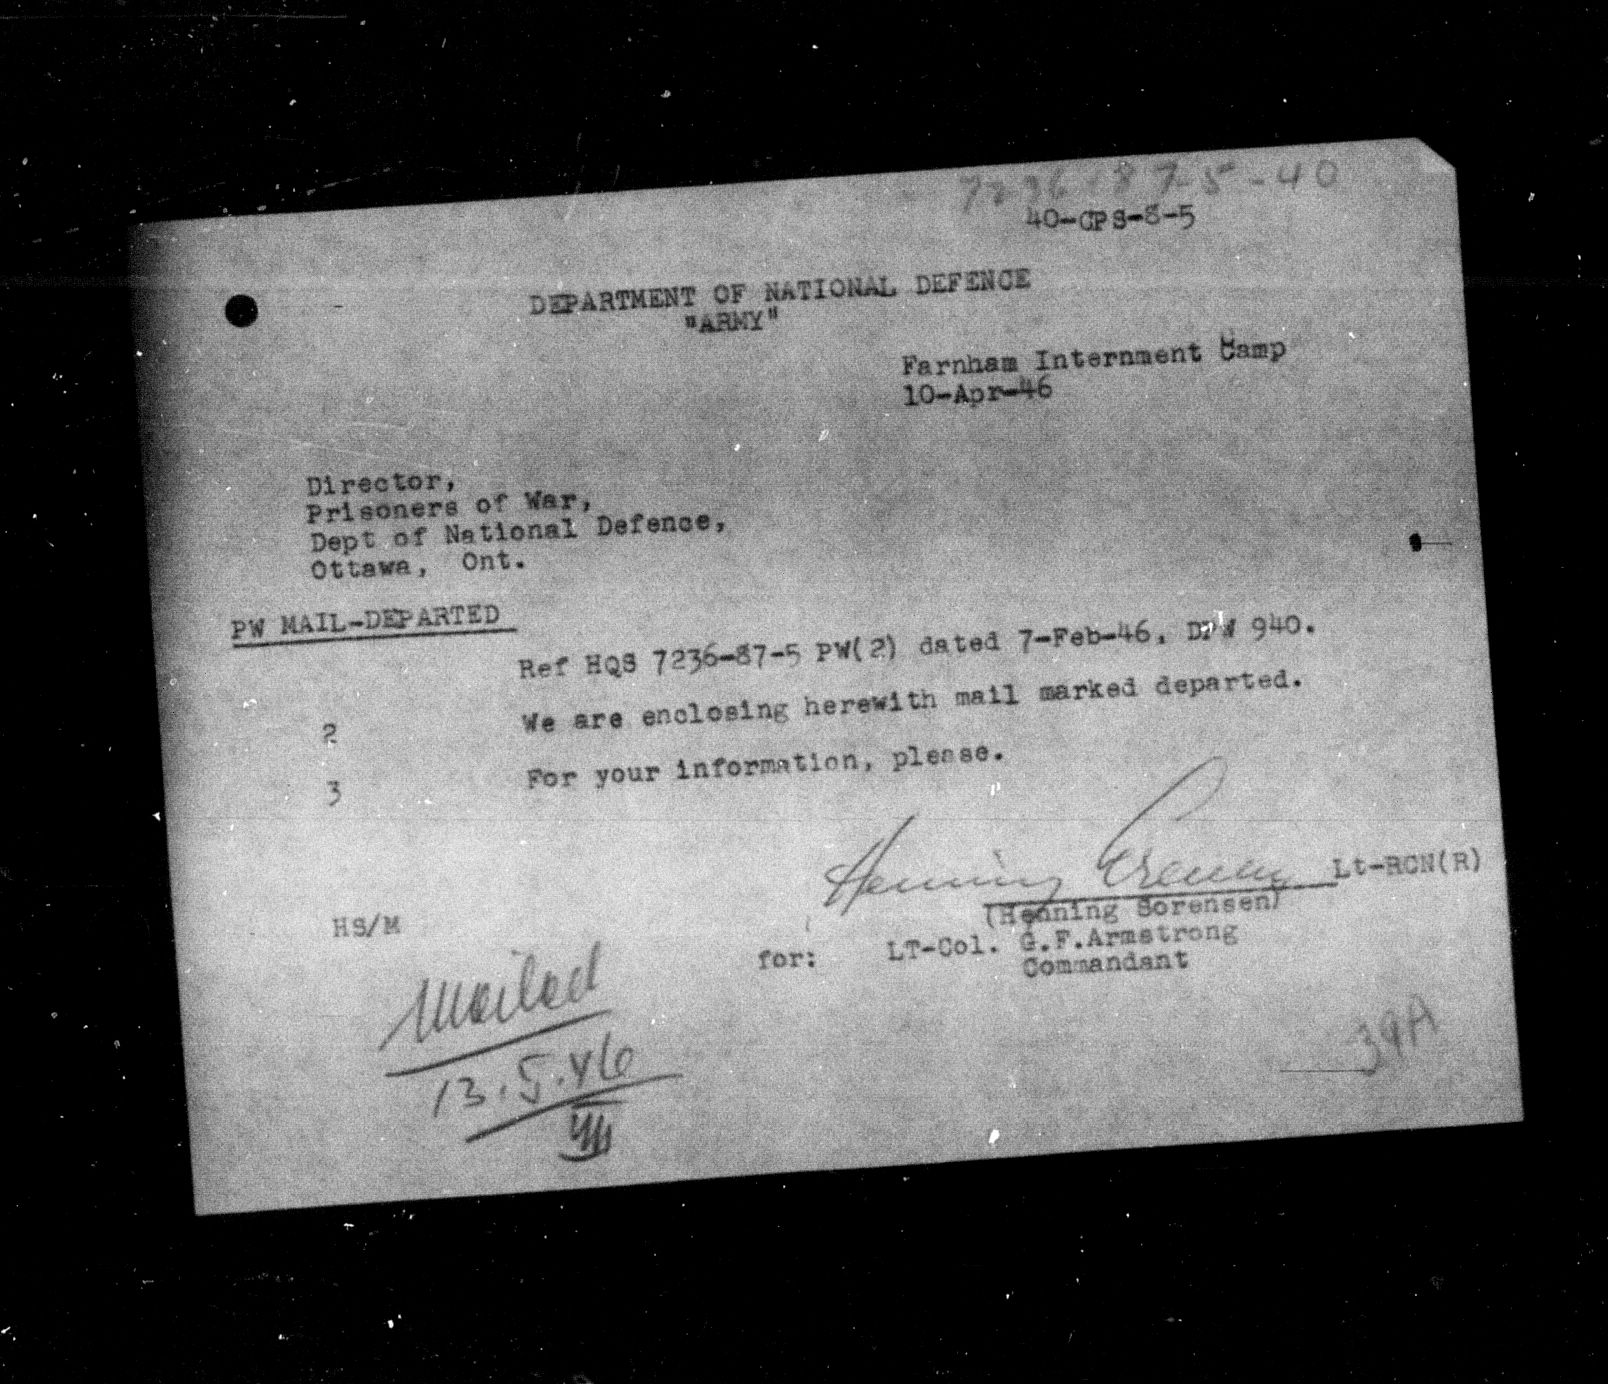 7236-87-5-40
40-CPS-8-5
DEPARTMENT OF NATIONAL DEFENCE
"ARMY"
Farnham Internment Camp
10-Apr-46
Director,
Prisoners of War,
Dept of National Defence,
Ottawa, Ont.
PW MAIL-DEPARTED
Ref HQS 7236-87-5 PW(2) dated 7-Feb-46, DPW 940.
2 We are enclosing herewith mail marked departed.
3 For your information, please.
Henning Sorensen Lt-RCN(R)
(Henning Sorensen)
HS/M
for: LT-Col. G.F.Armstrong
Commandant
Mailed
13.5.46
39A